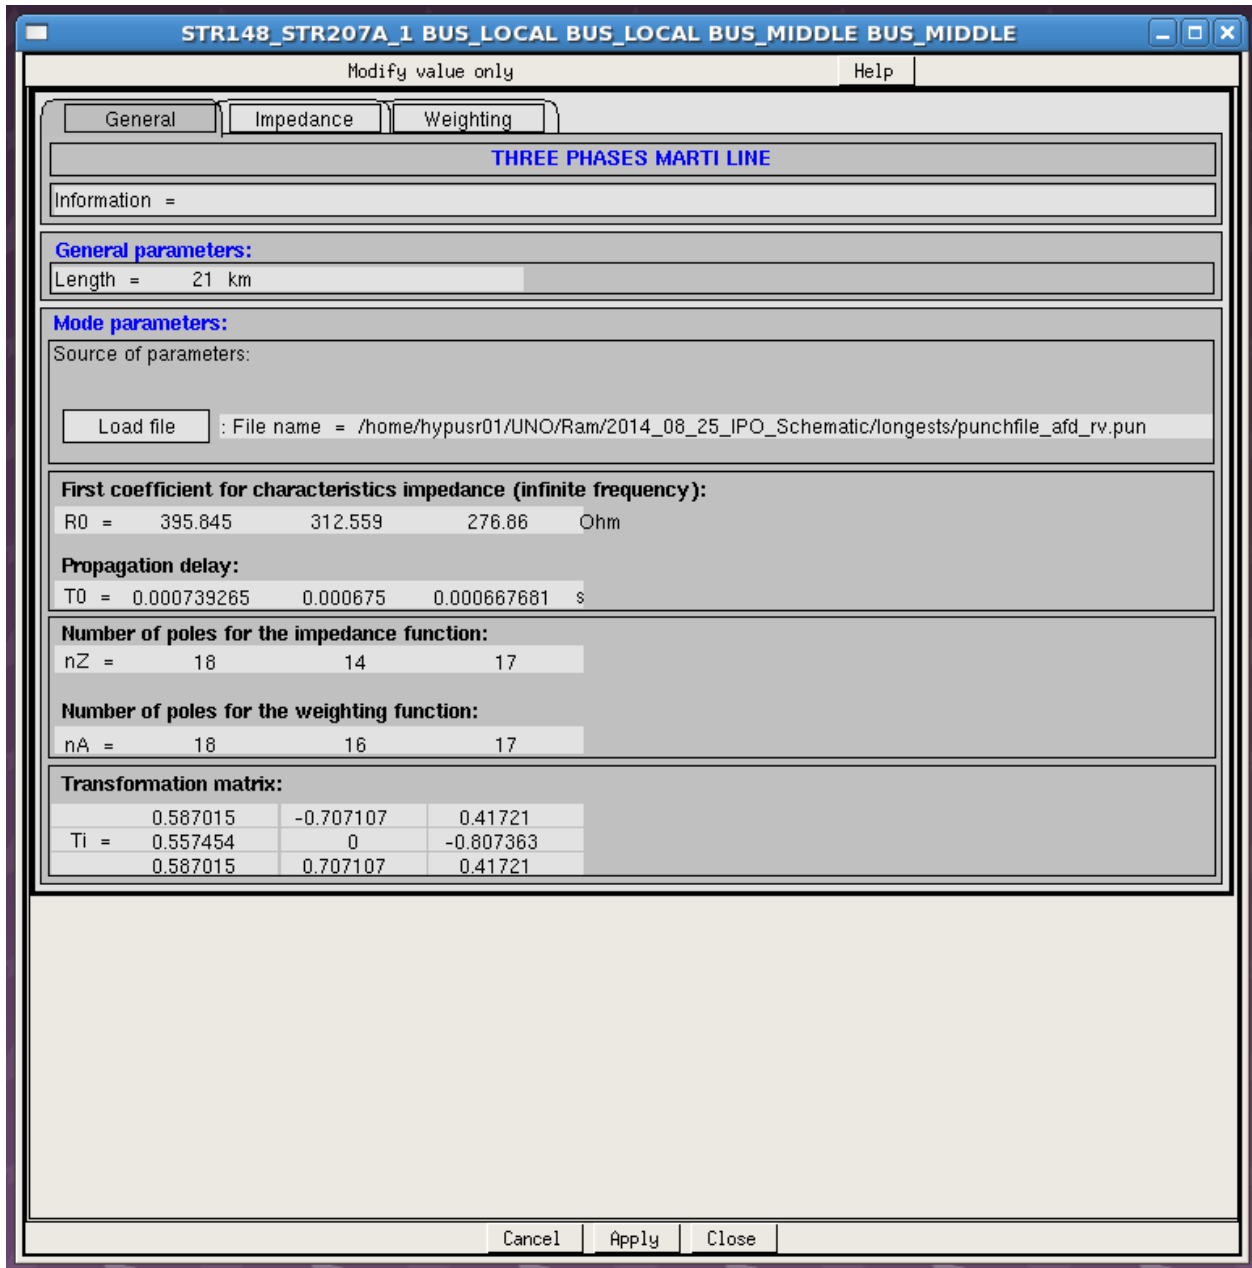 STR148_STR207A_1 BUS_LOCAL BUS_LOCAL BUS_MIDDLE BUS_MIDDLE
Modify value only Help
General Impedance Weighting
THREE PHASES MARTI LINE
Information =
General parameters:
Length = 21 km
Mode parameters:
Source of parameters:
Load file : File name = /home/hypusr01/UNO/Ram/2014_08_25_IPO_Schematic/longests/punchfile_afd_rv.pun
First coefficient for characteristics impedance (infinite frequency):
R0 = 395.845 312.559 276.86 Ohm
Propagation delay:
T0 = 0.000739265 0.000675 0.000667681 s
Number of poles for the impedance function:
nZ = 18 14 17
Number of poles for the weighting function:
nA = 18 16 17
Transformation matrix:
0.587015 -0.707107 0.41721
Ti = 0.557454 0 -0.807363
0.587015 0.707107 0.41721
Cancel Apply Close